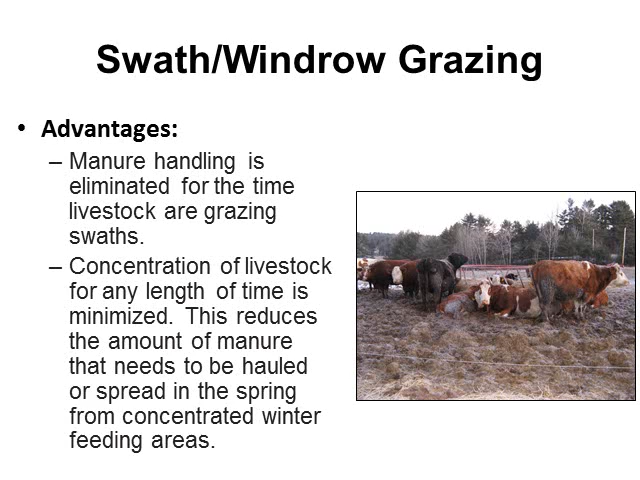 Swath/Windrow Grazing
• Advantages:
– Manure handling is
eliminated for the time
livestock are grazing
swaths.
– Concentration of livestock
for any length of time is
minimized. This reduces
the amount of manure
that needs to be hauled
or spread in the spring
from concentrated winter
feeding areas.